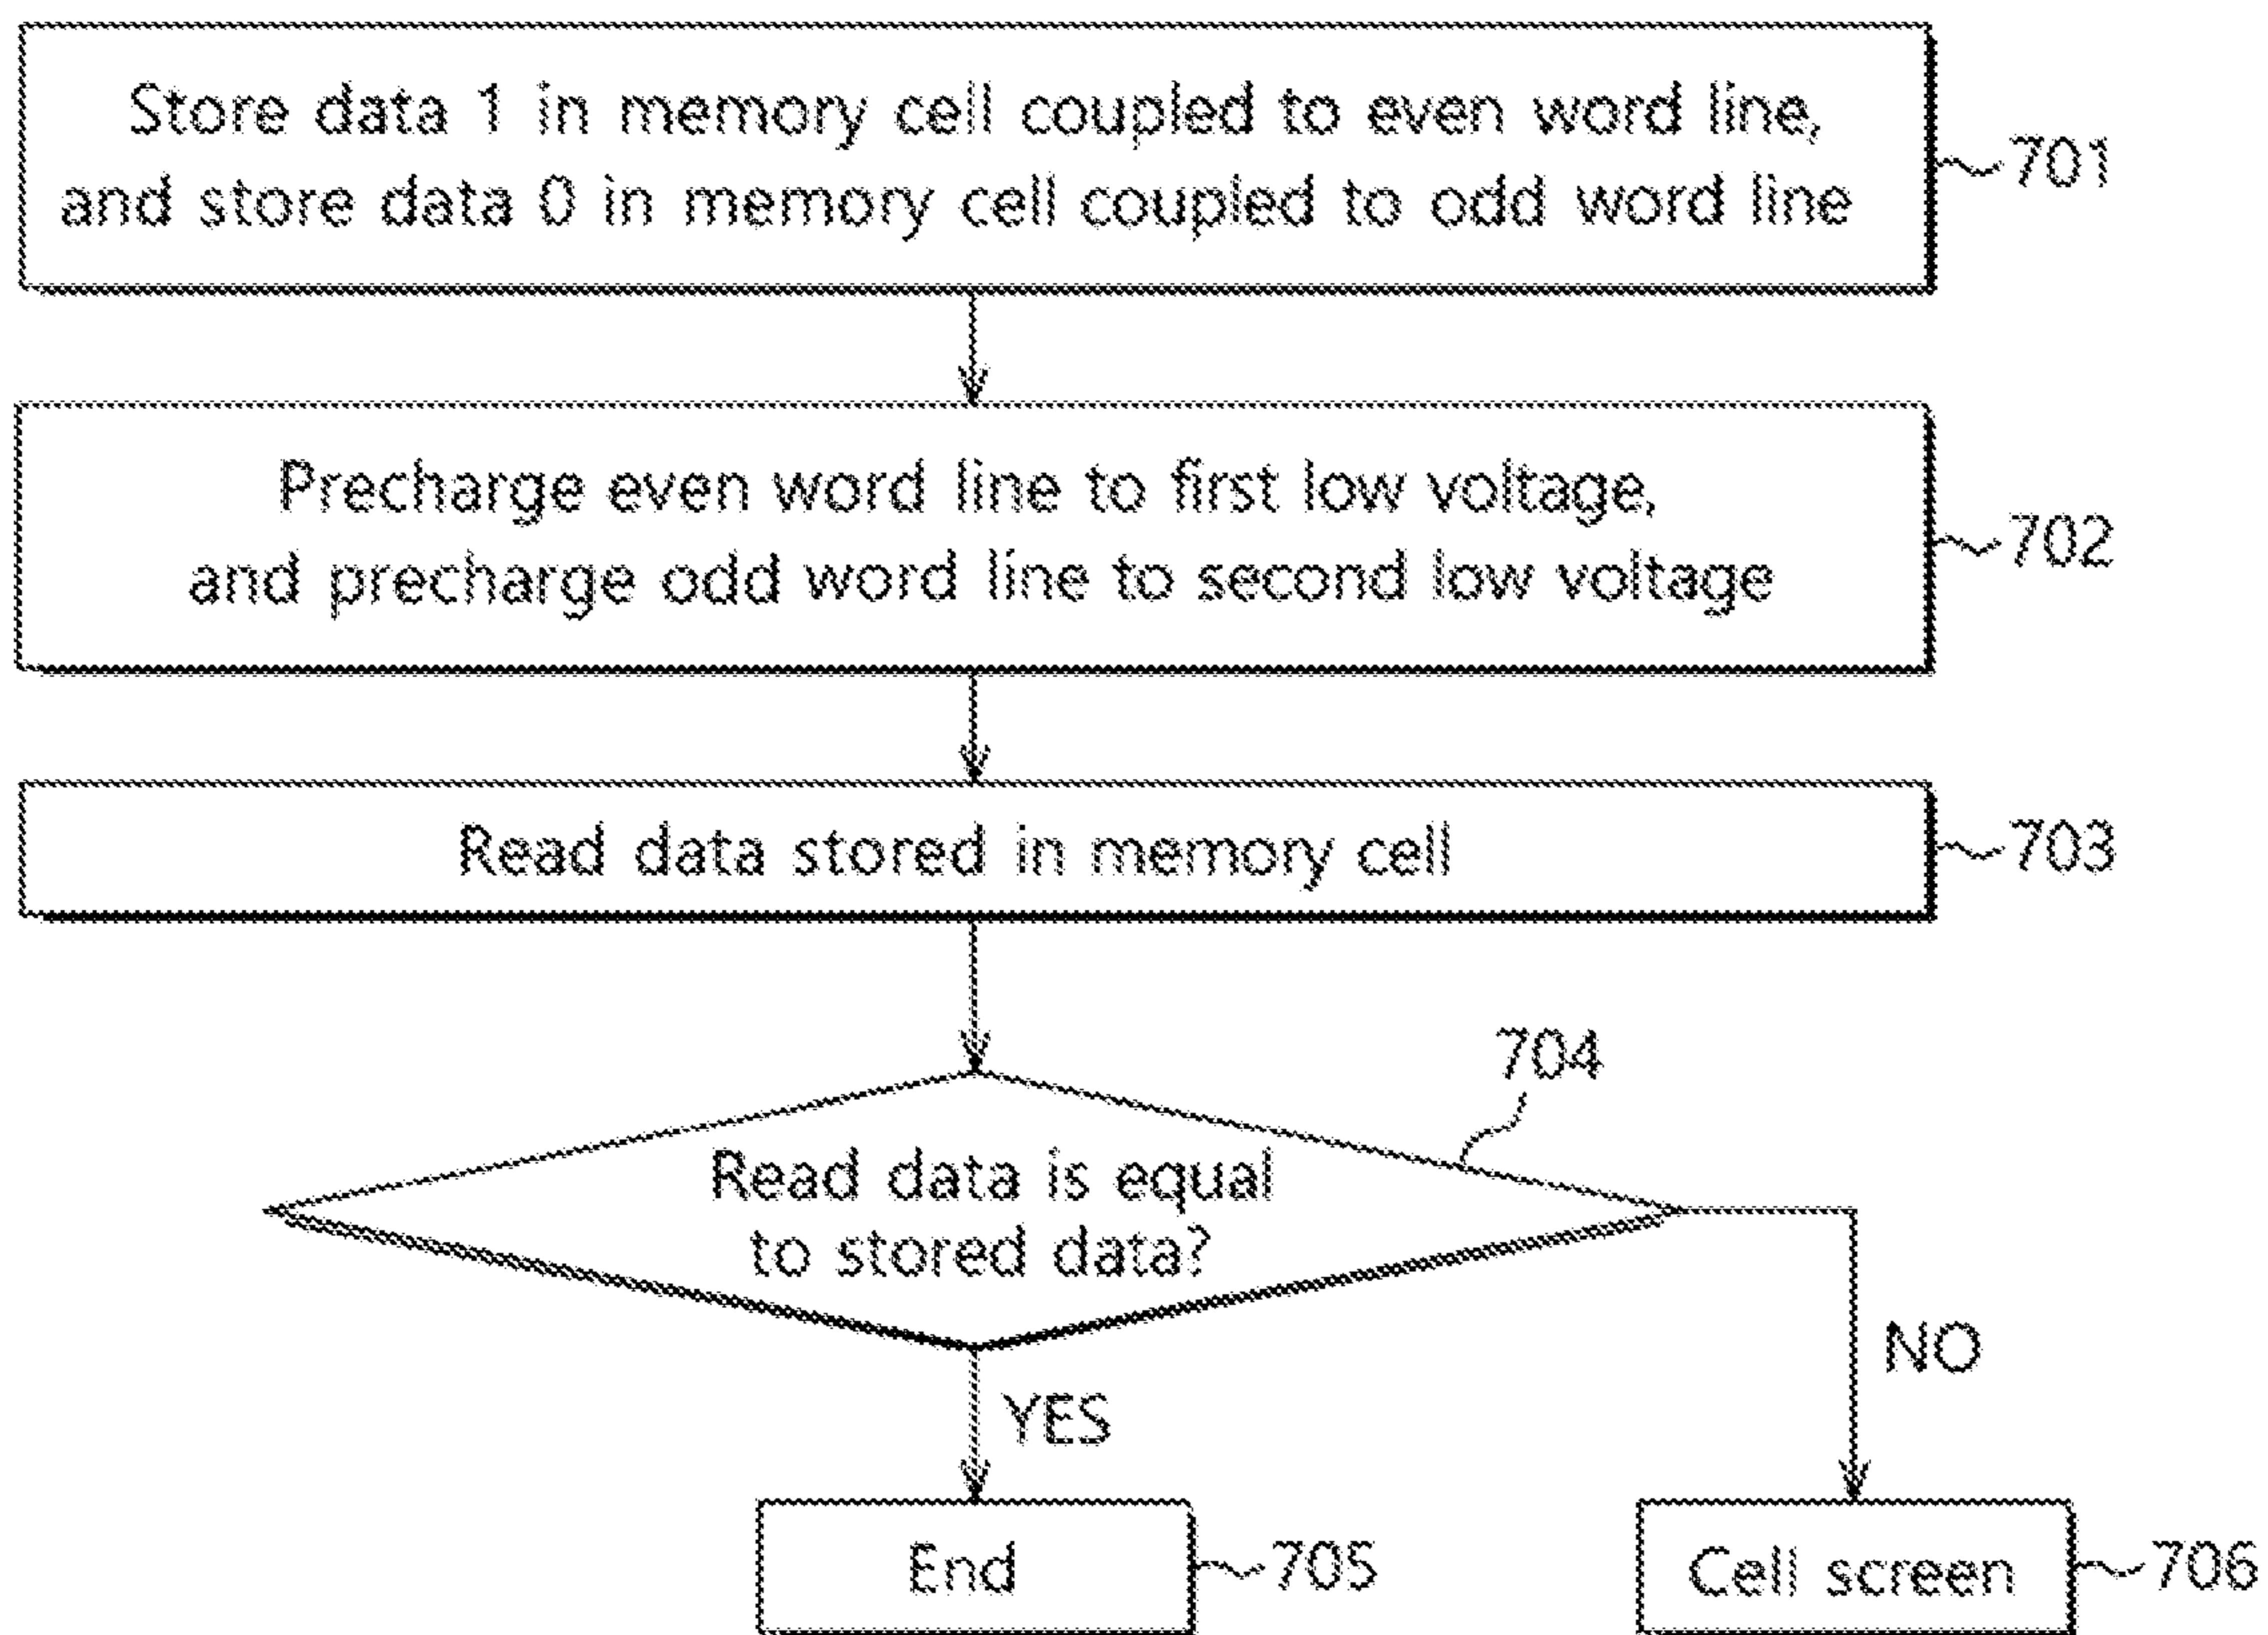 Store data 1 in memory cell coupled to even word line,
and store data 0 in memory cell coupled to odd word line
701
Precharge even word line to first low voltage,
and precharge odd word line to second low voltage
702
Read data stored in memory cell
703
704
Read data is equal
to stored data?
NO
YES
End
705
Cell screen
706